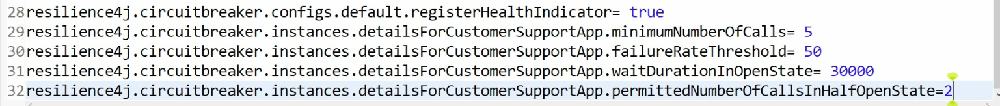 28resilience4j.circuitbreaker.configs.default.registerHealthIndicator= true
29resilience4j.circuitbreaker.instances.detailsForCustomerSupportApp.minimumNumberOfCalls= 5
30resilience4j.circuitbreaker.instances.detailsForCustomerSupportApp.failureRateThreshold= 50
31resilience4j.circuitbreaker.instances.detailsForCustomerSupportApp.waitDurationInOpenState= 30000
32resilience4j.circuitbreaker.instances.detailsForCustomerSupportApp.permittedNumberOfCallsInHalfOpenState=2